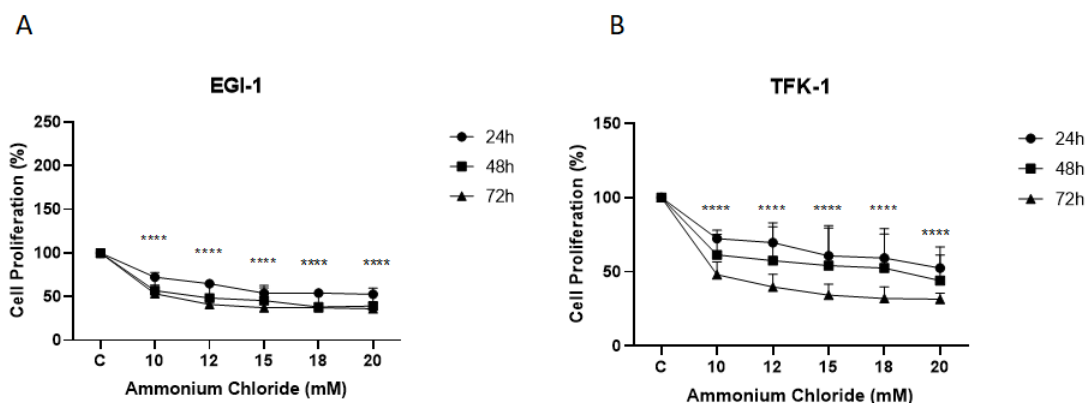 A
EGI-1
250
200
150
100
50
0
Cell Proliferation (%)
**** **** **** **** ****
C 10 12 15 18 20
Ammonium Chloride (mM)
24h
48h
72h
B
TFK-1
150
100
50
0
Cell Proliferation (%)
**** **** **** **** ****
C 10 12 15 18 20
Ammonium Chloride (mM)
24h
48h
72h